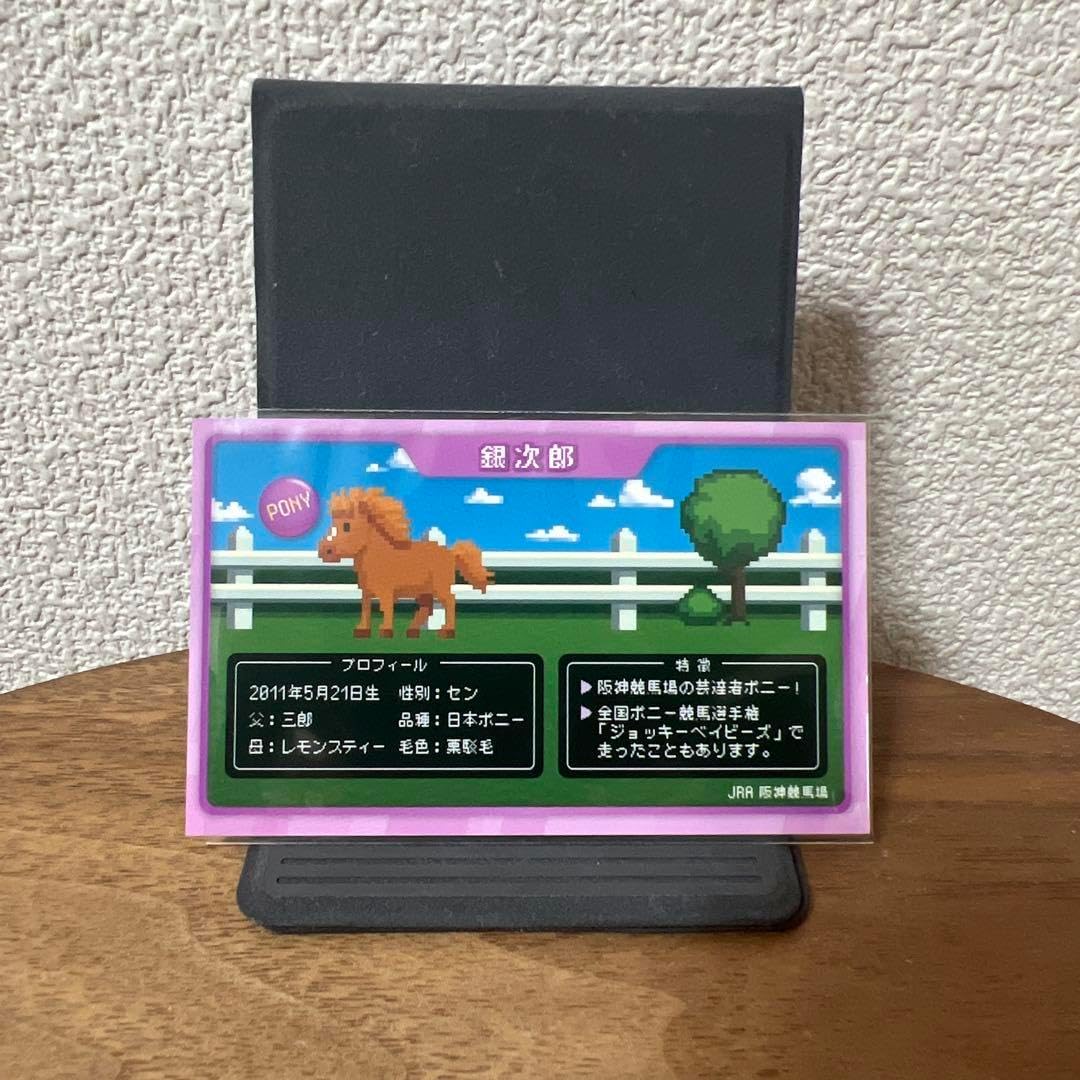 銀次郎
PONY
プロフィール
2011年5月21日生 性別：セン
父：三郎 品種：日本ポニー
母：レモンスティー 毛色：栗駁毛
特徴
▶阪神競馬場の芸達者ポニー！
▶全国ポニー競馬選手権
「ジョッキーベイビーズ」で
走ったこともあります。
JRA 阪神競馬場